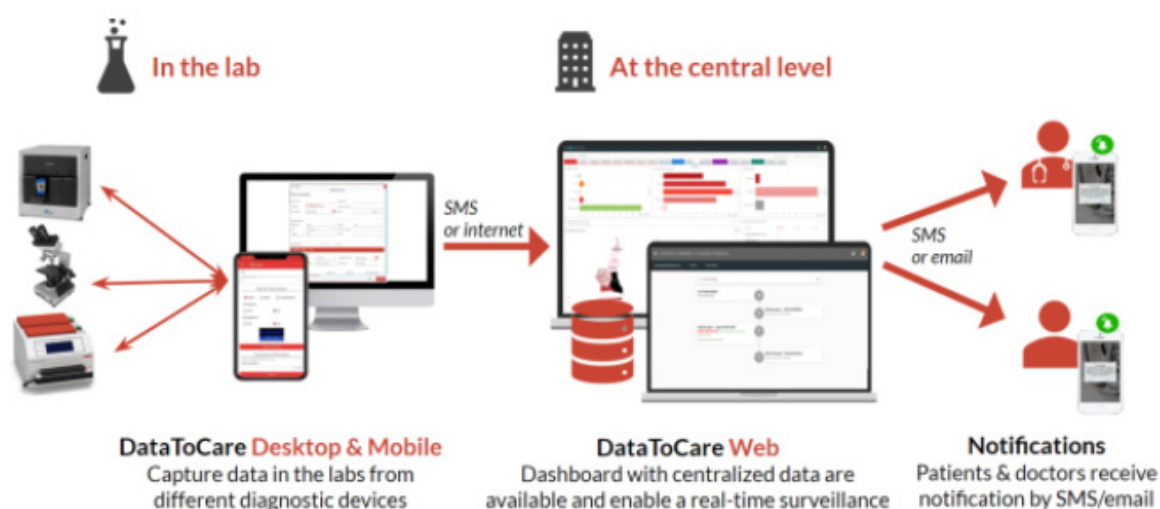 In the lab
At the central level
SMS
or internet
SMS
or email
DataToCare Desktop & Mobile
Capture data in the labs from
different diagnostic devices
DataToCare Web
Dashboard with centralized data are
available and enable a real-time surveillance
Notifications
Patients & doctors receive
notification by SMS/email